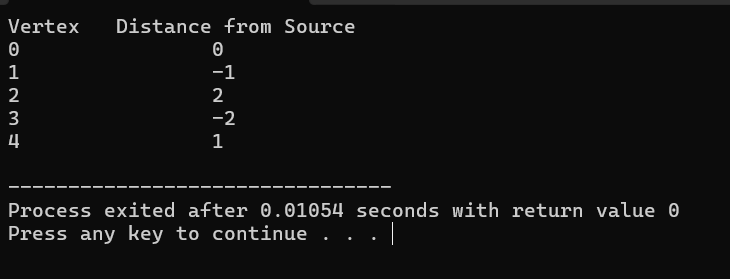 Vertex   Distance from Source
0                0
1                -1
2                2
3                -2
4                1
--------------------------------
Process exited after 0.01054 seconds with return value 0
Press any key to continue . . .